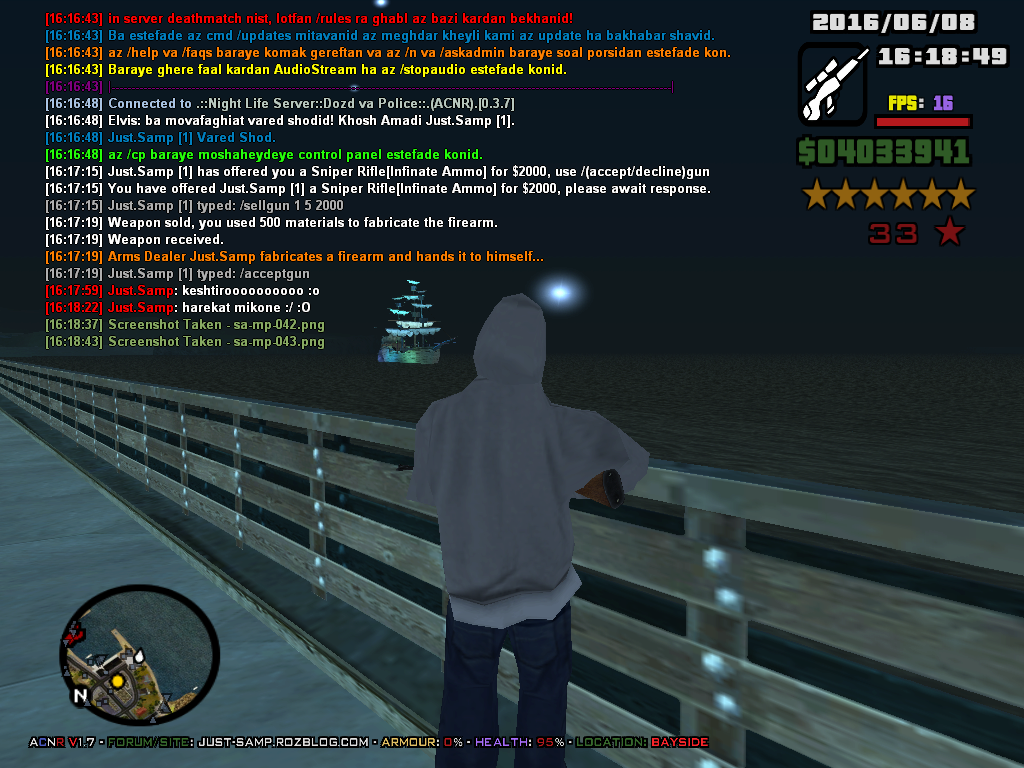 [16:16:43] in server deathmatch nist, lotfan /rules ra ghabl az bazi kardan bekhanid!
[16:16:43] Ba estefade az cmd /updates mitavanid az meghdar kheyli kami az update ha bakhabar shavid.
[16:16:43] az /help va /faqs baraye komak gereftan va az /n va /askadmin baraye soal porsidan estefade kon.
[16:16:43] Baraye ghere faal kardan AudioStream ha az /stopaudio estefade konid.
[16:16:43]
[16:16:48] Connected to .::Night Life Server::Dozd va Police::.(ACNR).[0.3.7]
[16:16:48] Elvis: ba movafaghiat vared shodid! Khosh Amadi Just.Samp [1].
[16:16:48] Just.Samp [1] Vared Shod.
[16:16:48] az /cp baraye moshaheydeye control panel estefade konid.
[16:17:15] Just.Samp [1] has offered you a Sniper Rifle[Infinate Ammo] for $2000, use /(accept/decline)gun
[16:17:15] You have offered Just.Samp [1] a Sniper Rifle[Infinate Ammo] for $2000, please await response.
[16:17:15] Just.Samp [1] typed: /sellgun 1 5 2000
[16:17:19] Weapon sold, you used 500 materials to fabricate the firearm.
[16:17:19] Weapon received.
[16:17:19] Arms Dealer Just.Samp fabricates a firearm and hands it to himself...
[16:17:19] Just.Samp [1] typed: /acceptgun
[16:17:59] Just.Samp: keshtiroooooooooo :o
[16:18:22] Just.Samp: harekat mikone :/ :O
[16:18:37] Screenshot Taken - sa-mp-042.png
[16:18:43] Screenshot Taken - sa-mp-043.png
2016/06/08
16:18:49
FPS: 16
$04033941
33
N
ACNR V1.7 - FORUM/SITE: JUST-SAMP.ROZBLOG.COM - ARMOUR: 0% - HEALTH: 95% - LOCATION: BAYSIDE